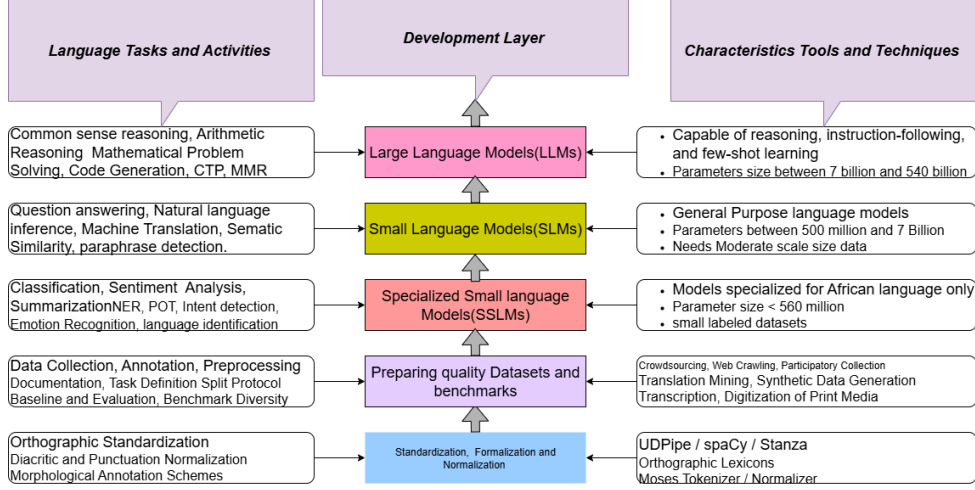 Language Tasks and Activities
Development Layer
Characteristics Tools and Techniques
Common sense reasoning, Arithmetic
Reasoning Mathematical Problem
Solving, Code Generation, CTP, MMR
Large Language Models(LLMs)
• Capable of reasoning, instruction-following,
and few-shot learning
• Parameters size between 7 billion and 540 billion
Question answering, Natural language
inference, Machine Translation, Sematic
Similarity, paraphrase detection.
Small Language Models(SLMs)
• General Purpose language models
• Parameters between 500 million and 7 Billion
• Needs Moderate scale size data
Classification, Sentiment Analysis,
SummarizationNER, POT, Intent detection,
Emotion Recognition, language identification
Specialized Small language
Models(SSLMs)
• Models specialized for African language only
• Parameter size < 560 million
• small labeled datasets
Data Collection, Annotation, Preprocessing
Documentation, Task Definition Split Protocol
Baseline and Evaluation, Benchmark Diversity
Preparing quality Datasets and
benchmarks
Crowdsourcing, Web Crawling, Participatory Collection
Translation Mining, Synthetic Data Generation
Transcription, Digitization of Print Media
Orthographic Standardization
Diacritic and Punctuation Normalization
Morphological Annotation Schemes
Standardization, Formalization and
Normalization
UDPipe / spaCy / Stanza
Orthographic Lexicons
Moses Tokenizer / Normalizer